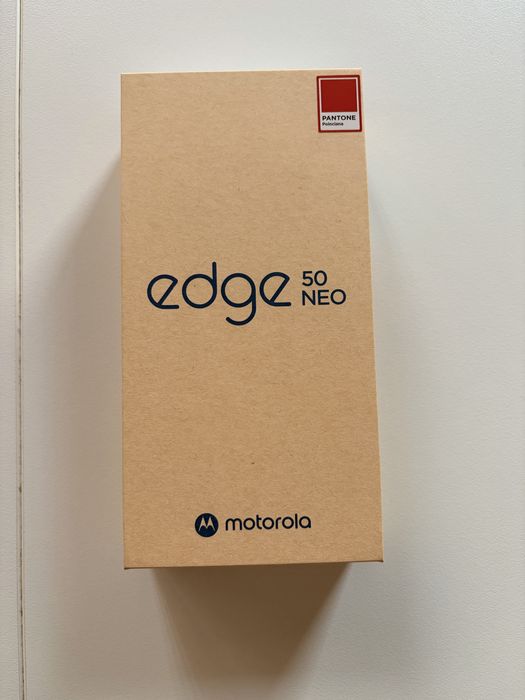 PANTONE
Poinciana
edge 50
NEO
motorola